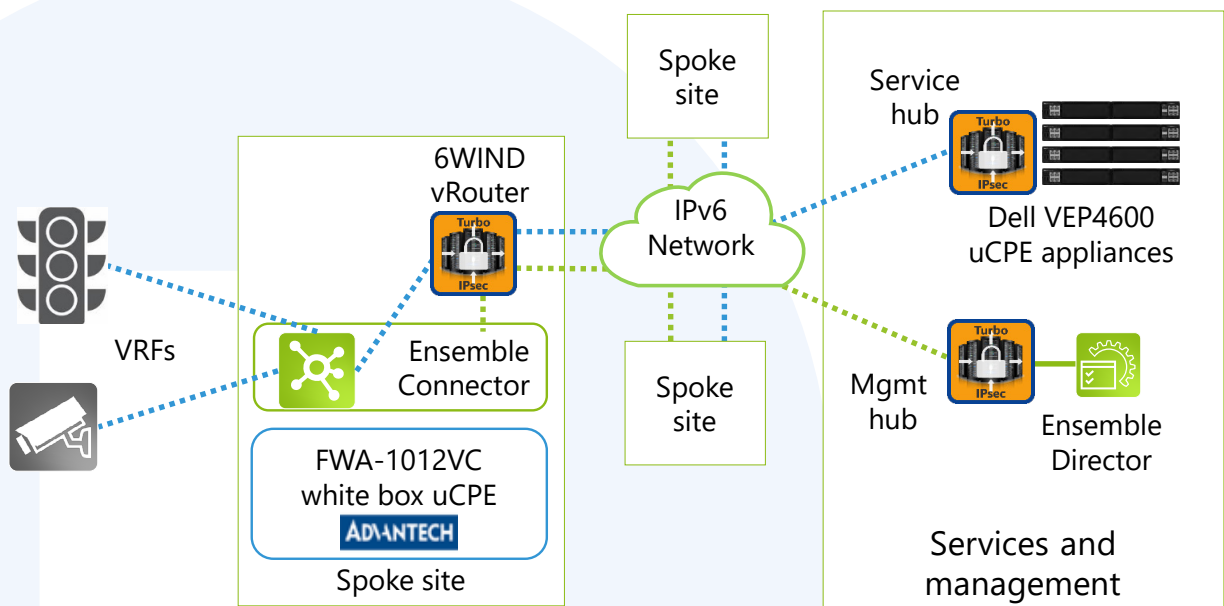 VRFs
6WIND
vRouter
Turbo
IPsec
Ensemble
Connector
FWA-1012VC
white box uCPE
ADVANTECH
Spoke site
Spoke
site
IPv6
Network
Spoke
site
Service
hub
Turbo
IPsec
Dell VEP4600
uCPE appliances
Mgmt
hub
Turbo
IPsec
Ensemble
Director
Services and
management